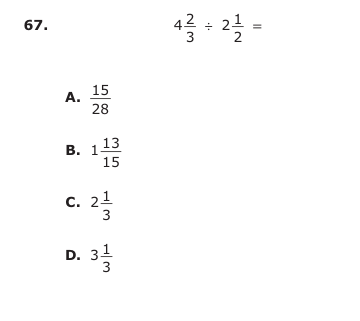 67. 4 2/3 ÷ 2 1/2 =
A. 15/28
B. 1 13/15
C. 2 1/3
D. 3 1/3